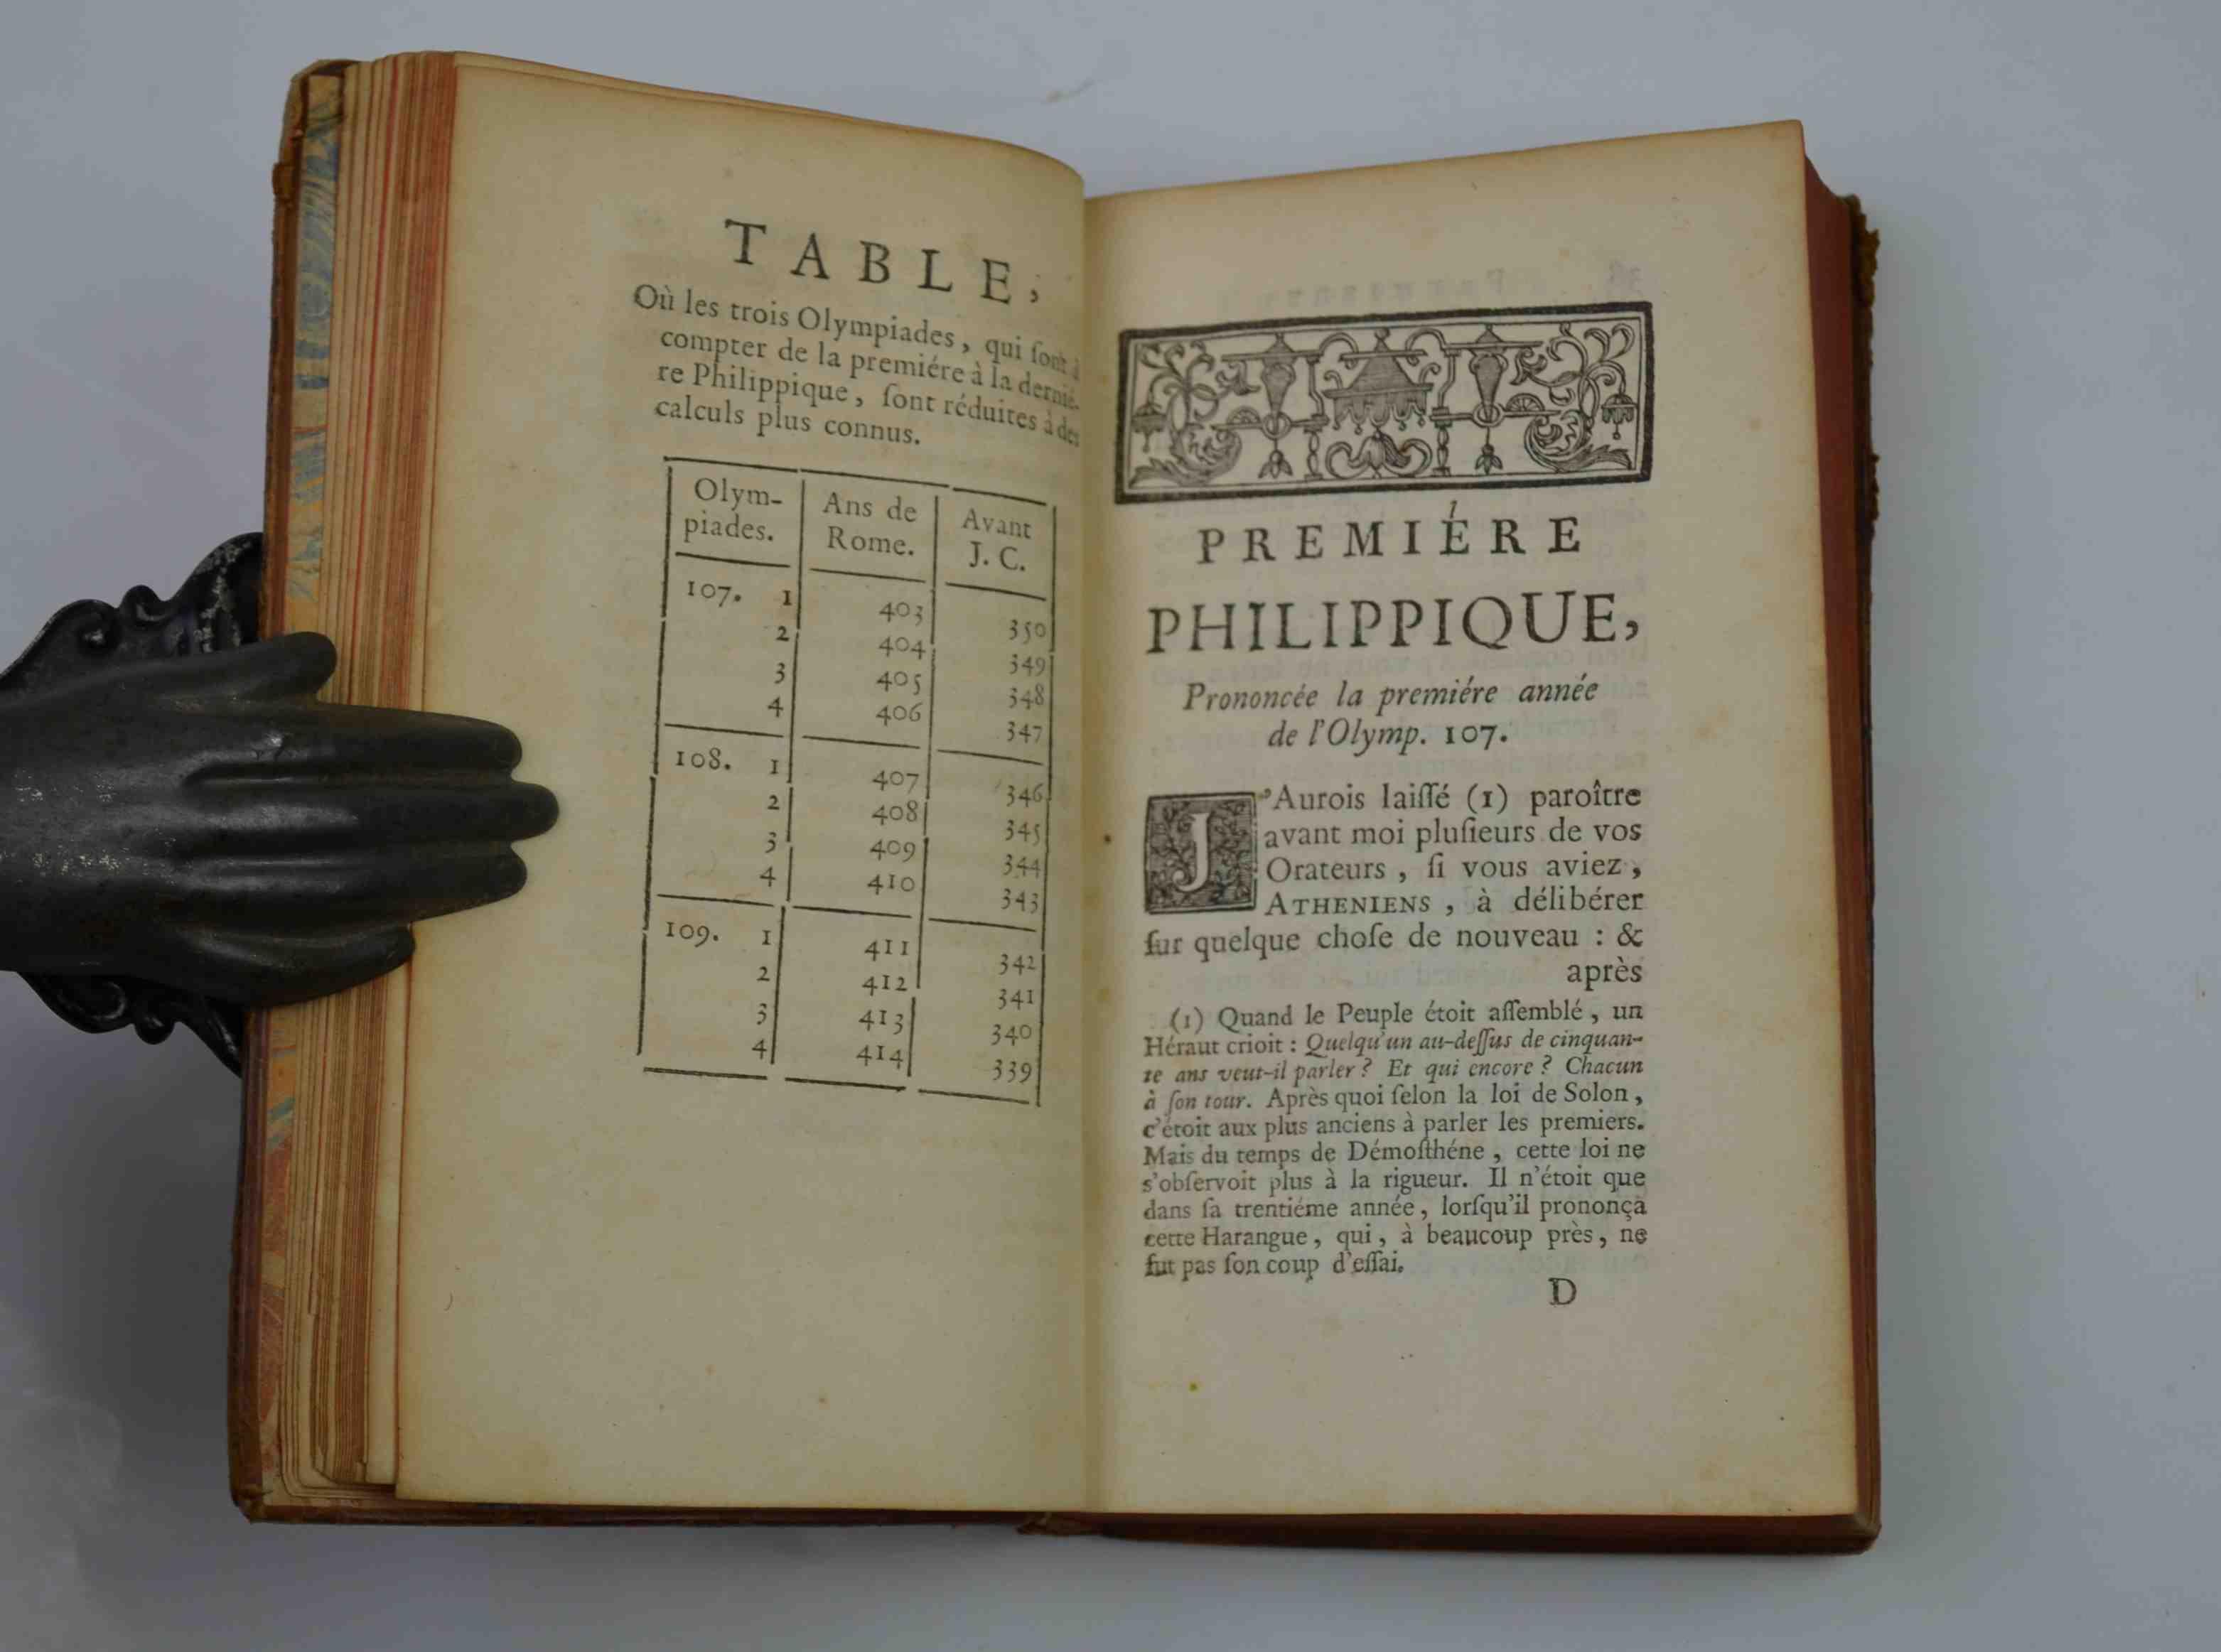 TABLE,
Où les trois Olympiades, qui ſont à
compter de la premiére à la dernié-
re Philippique, ſont réduites à des
calculs plus connus.
Olym-
piades.
Ans de
Rome.
Avant
J. C.
107. 1 403 350
2 404 349
3 405 348
4 406 347
108. 1 407 346
2 408 345
3 409 344
4 410 343
109. 1 411 342
2 412 341
3 413 340
4 414 339
PREMIÉRE
PHILIPPIQUE,
Prononcée la premiére année
de l'Olymp. 107.
J'Aurois laiſſé (1) paroître
avant moi pluſieurs de vos
Orateurs, ſi vous aviez,
ATHENIENS, à délibérer
ſur quelque choſe de nouveau : &
après
(1) Quand le Peuple étoit aſſemblé, un
Héraut crioit : Quelqu'un au-deſſus de cinquan-
te ans veut-il parler ? Et qui encore ? Chacun
à ſon tour. Après quoi ſelon la loi de Solon,
c'étoit aux plus anciens à parler les premiers.
Mais du temps de Démoſthéne, cette loi ne
s'obſervoit plus à la rigueur. Il n'étoit que
dans ſa trentiéme année, lorſqu'il prononça
cette Harangue, qui, à beaucoup près, ne
fut pas ſon coup d'eſſai.
D